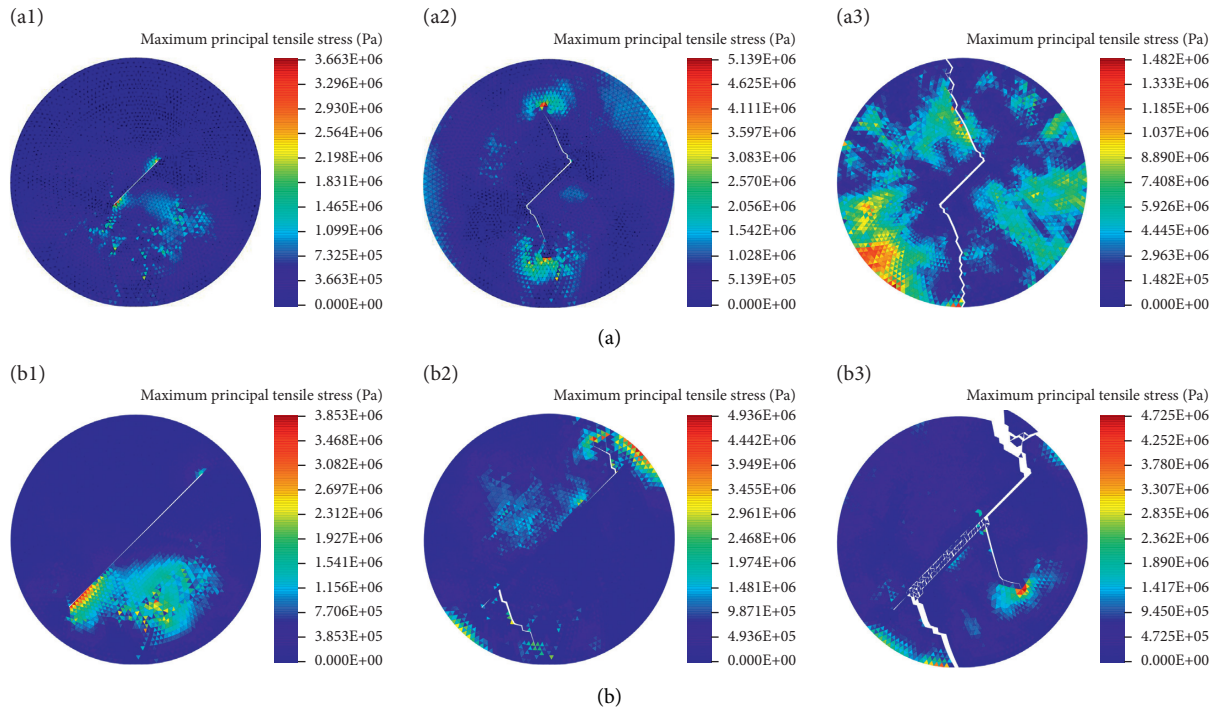 (a1)
Maximum principal tensile stress (Pa)
3.663E+06
3.296E+06
2.930E+06
2.564E+06
2.198E+06
1.831E+06
1.465E+06
1.099E+06
7.325E+05
3.663E+05
0.000E+00
(a2)
Maximum principal tensile stress (Pa)
5.139E+06
4.625E+06
4.111E+06
3.597E+06
3.083E+06
2.570E+06
2.056E+06
1.542E+06
1.028E+06
5.139E+05
0.000E+00
(a3)
Maximum principal tensile stress (Pa)
1.482E+06
1.333E+06
1.185E+06
1.037E+06
8.890E+06
7.408E+05
5.926E+05
4.445E+05
2.963E+05
1.482E+05
0.000E+00
(a)
(b1)
Maximum principal tensile stress (Pa)
3.853E+06
3.468E+06
3.082E+06
2.697E+06
2.312E+06
1.927E+06
1.541E+06
1.156E+06
7.706E+05
3.853E+05
0.000E+00
(b2)
Maximum principal tensile stress (Pa)
4.936E+06
4.442E+06
3.949E+06
3.455E+06
2.961E+06
2.468E+06
1.974E+06
1.481E+06
9.871E+05
4.936E+05
0.000E+00
(b3)
Maximum principal tensile stress (Pa)
4.725E+06
4.252E+06
3.780E+06
3.307E+06
2.835E+06
2.362E+06
1.890E+06
1.417E+06
9.450E+05
4.725E+05
0.000E+00
(b)